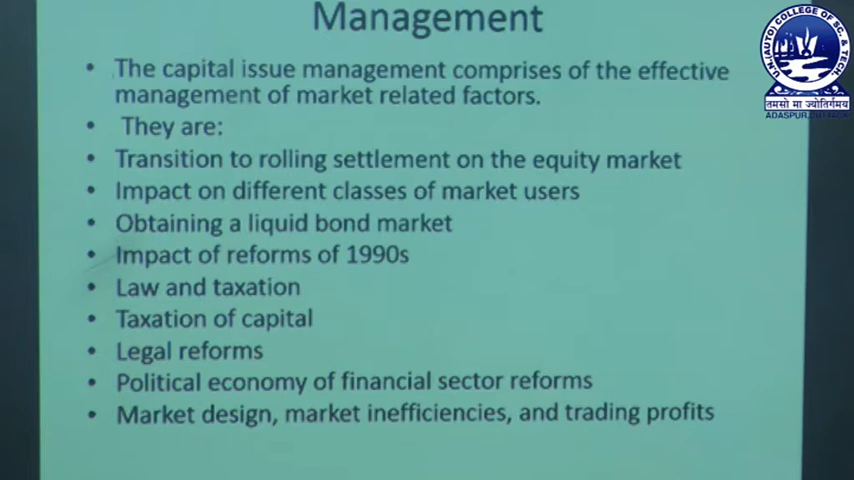 Management
• The capital issue management comprises of the effective
management of market related factors.
• They are:
• Transition to rolling settlement on the equity market
• Impact on different classes of market users
• Obtaining a liquid bond market
• Impact of reforms of 1990s
• Law and taxation
• Taxation of capital
• Legal reforms
• Political economy of financial sector reforms
• Market design, market inefficiencies, and trading profits
U.N.(AUTO) COLLEGE OF SC. & TECH.
तमसो मा ज्योतिर्गमय
ADASPUR, CUTTACK